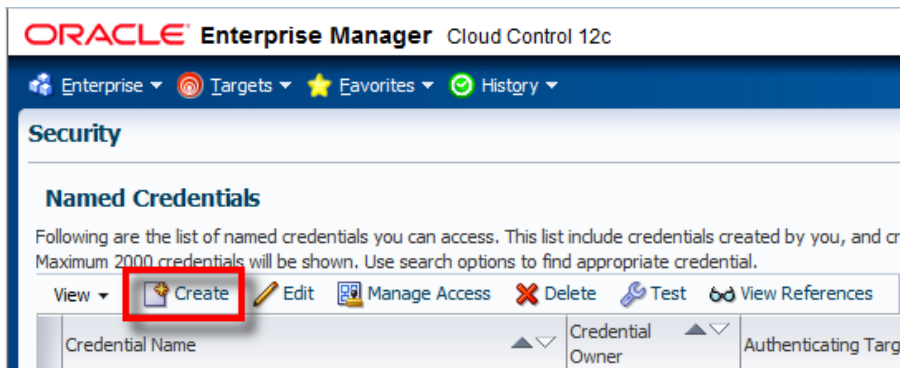 ORACLE Enterprise Manager Cloud Control 12c
Enterprise Targets Favorites History
Security
Named Credentials
Following are the list of named credentials you can access. This list include credentials created by you, and cr
Maximum 2000 credentials will be shown. Use search options to find appropriate credential.
View Create Edit Manage Access Delete Test View References
Credential Name Credential Owner Authenticating Targ